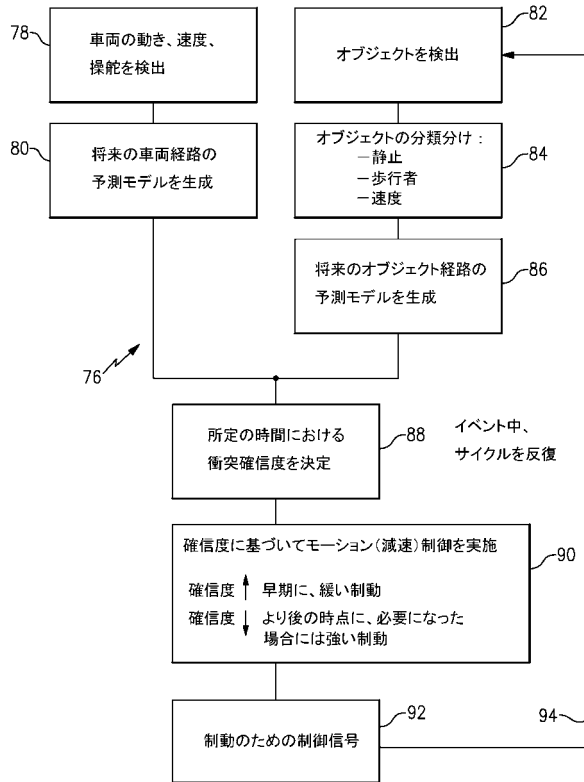 78
車両の動き、速度、
操舵を検出
80
将来の車両経路の
予測モデルを生成
82
オブジェクトを検出
オブジェクトの分類分け：
－静止
－歩行者
－速度
84
将来のオブジェクト経路の
予測モデルを生成
86
76
所定の時間における
衝突確信度を決定
88
イベント中、
サイクルを反復
確信度に基づいてモーション（減速）制御を実施
確信度 ↑ 早期に、緩い制動
確信度 ↓ より後の時点に、必要になった
場合には強い制動
90
制動のための制御信号
92
94